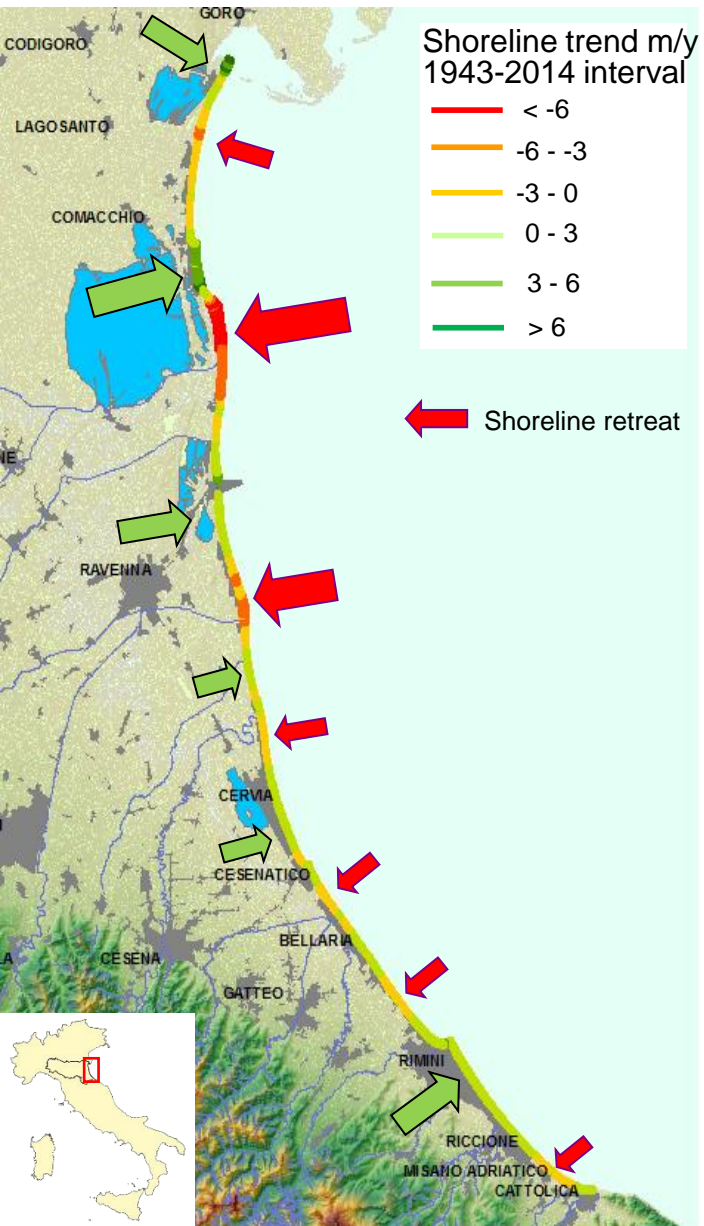 GORO
CODIGORO
LAGOSANTO
COMACCHIO
Shoreline trend m/y
1943-2014 interval
< -6
-6 - -3
-3 - 0
0 - 3
3 - 6
> 6
Shoreline retreat
IE
RAVENNA
CERVIA
CESENATICO
BELLARIA
CESENA
GATTEO
RIMINI
RICCIONE
MISANO ADRIATICO
CATTOLICA